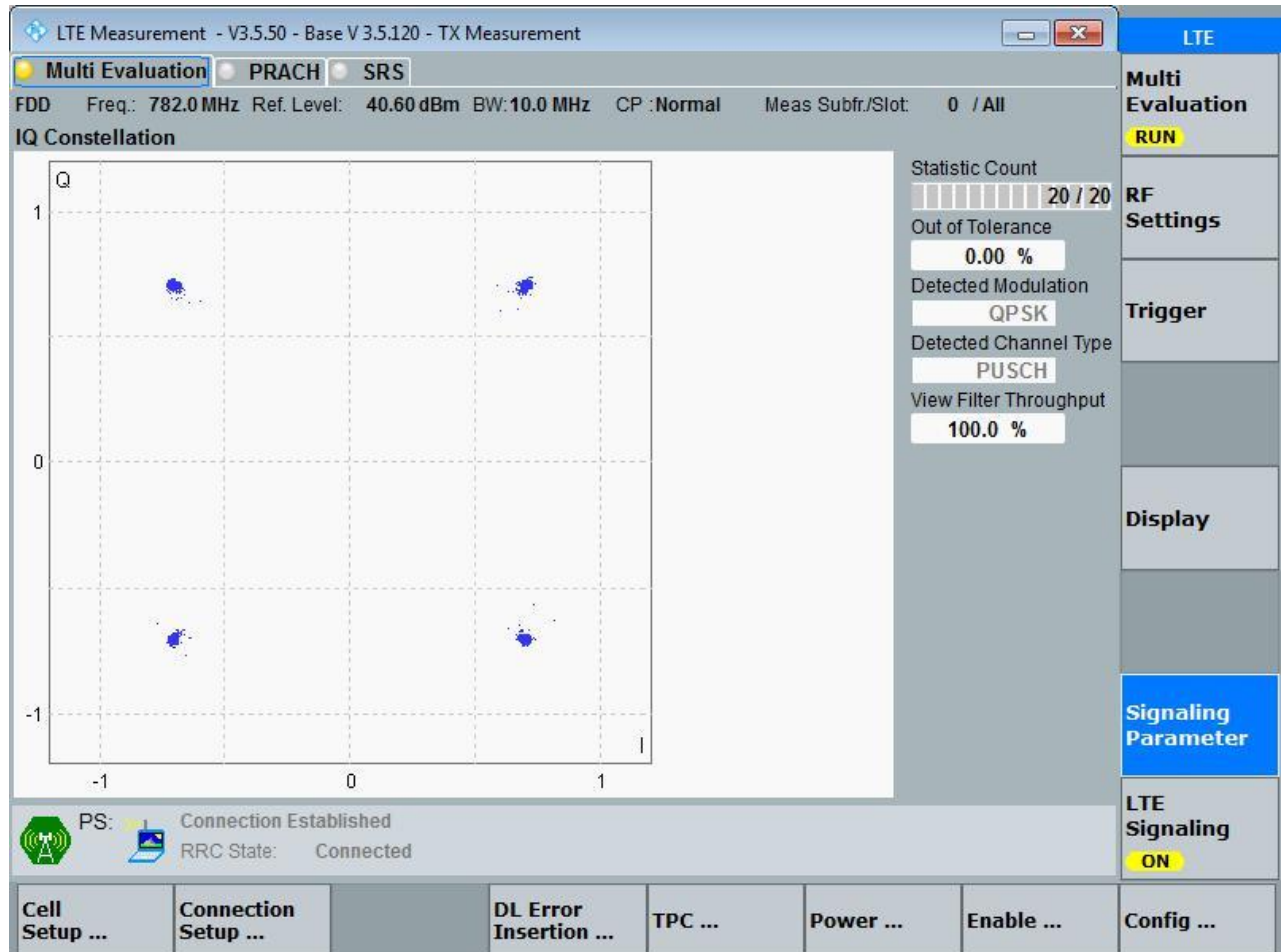 LTE Measurement - V3.5.50 - Base V 3.5.120 - TX Measurement
LTE
Multi Evaluation PRACH SRS
FDD Freq.: 782.0 MHz Ref. Level: 40.60 dBm BW: 10.0 MHz CP : Normal Meas Subfr./Slot: 0 / All
IQ Constellation
Q
1
0
-1
I
-1 0 1
Statistic Count
20 / 20
Out of Tolerance
0.00 %
Detected Modulation
QPSK
Detected Channel Type
PUSCH
View Filter Throughput
100.0 %
Multi
Evaluation
RUN
RF
Settings
Trigger
Display
Signaling
Parameter
LTE
Signaling
ON
PS: Connection Established
RRC State: Connected
Cell
Setup ...
Connection
Setup ...
DL Error
Insertion ...
TPC ...
Power ...
Enable ...
Config ...